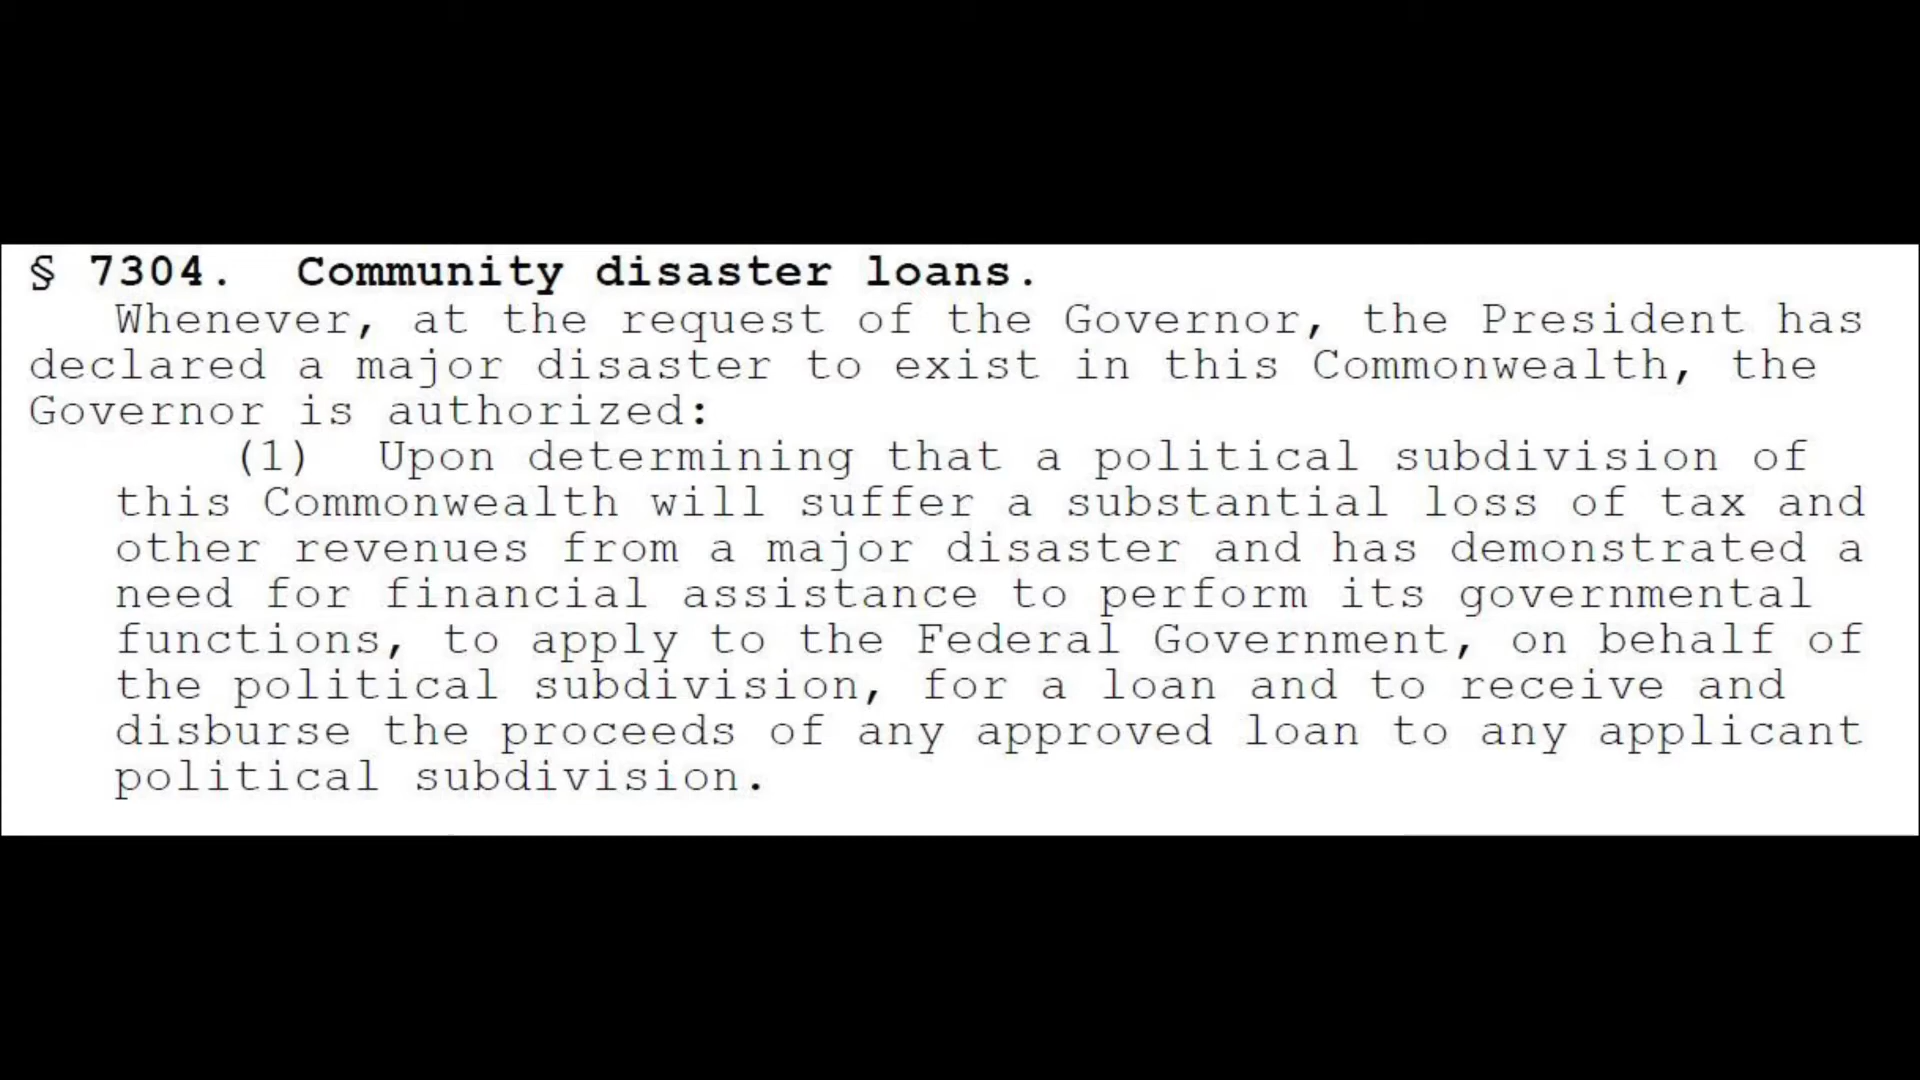 § 7304. Community disaster loans.
Whenever, at the request of the Governor, the President has
declared a major disaster to exist in this Commonwealth, the
Governor is authorized:
(1) Upon determining that a political subdivision of
this Commonwealth will suffer a substantial loss of tax and
other revenues from a major disaster and has demonstrated a
need for financial assistance to perform its governmental
functions, to apply to the Federal Government, on behalf of
the political subdivision, for a loan and to receive and
disburse the proceeds of any approved loan to any applicant
political subdivision.